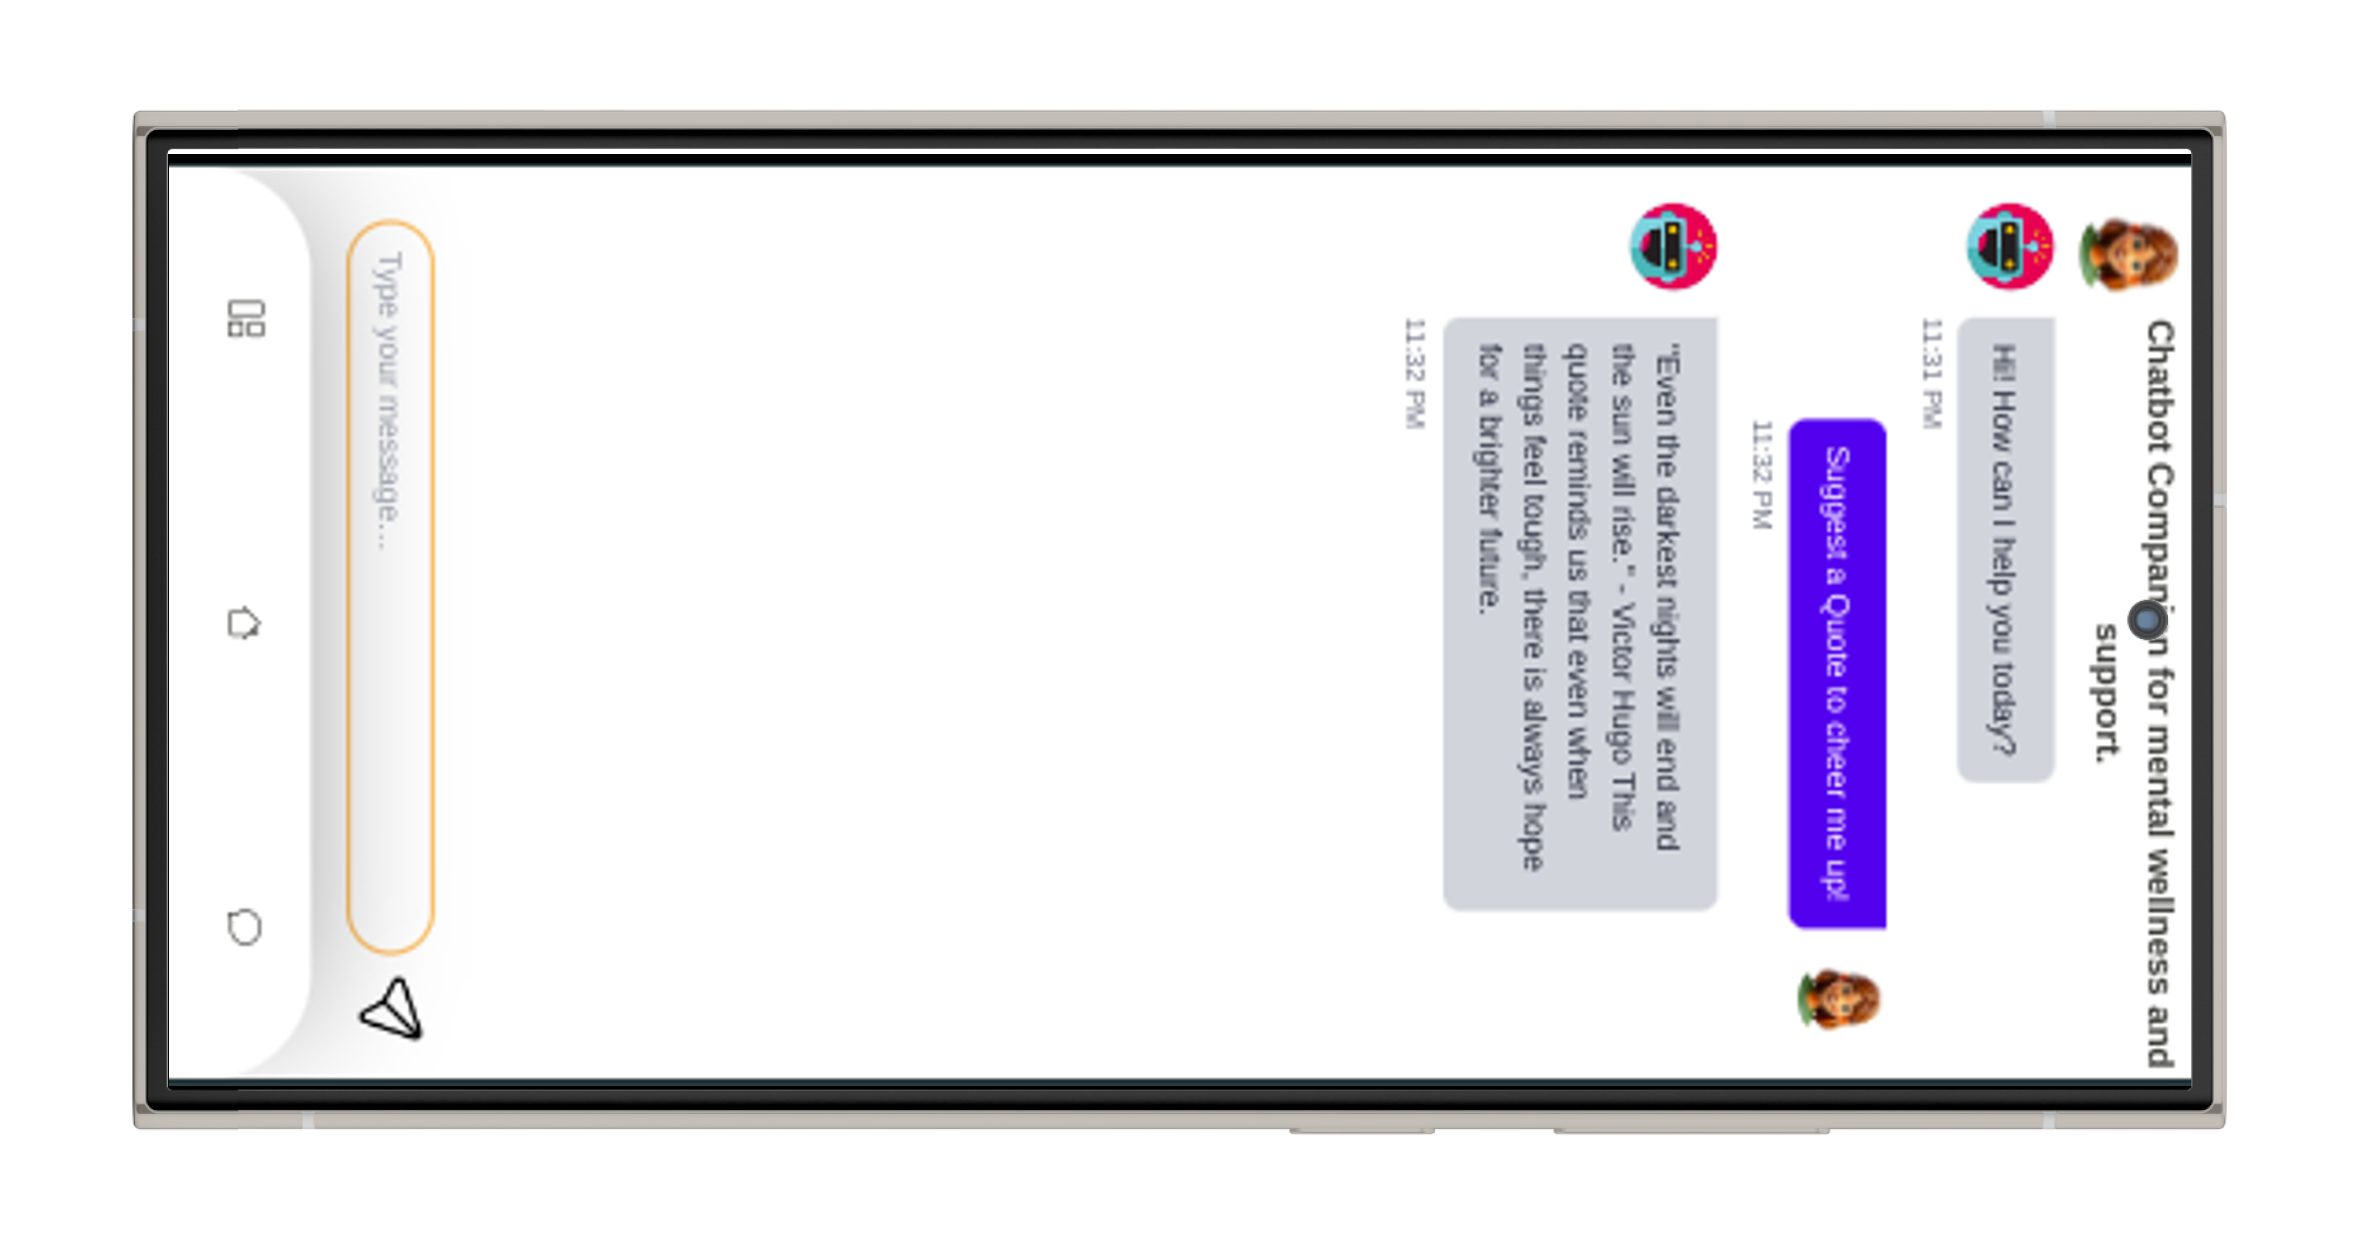 Chatbot Companion for mental wellness and
support.
Hi! How can I help you today?
11:31 PM
Suggest a Quote to cheer me up!
11:32 PM
"Even the darkest nights will end and
the sun will rise." - Victor Hugo This
quote reminds us that even when
things feel tough, there is always hope
for a brighter future.
11:32 PM
Type your message...